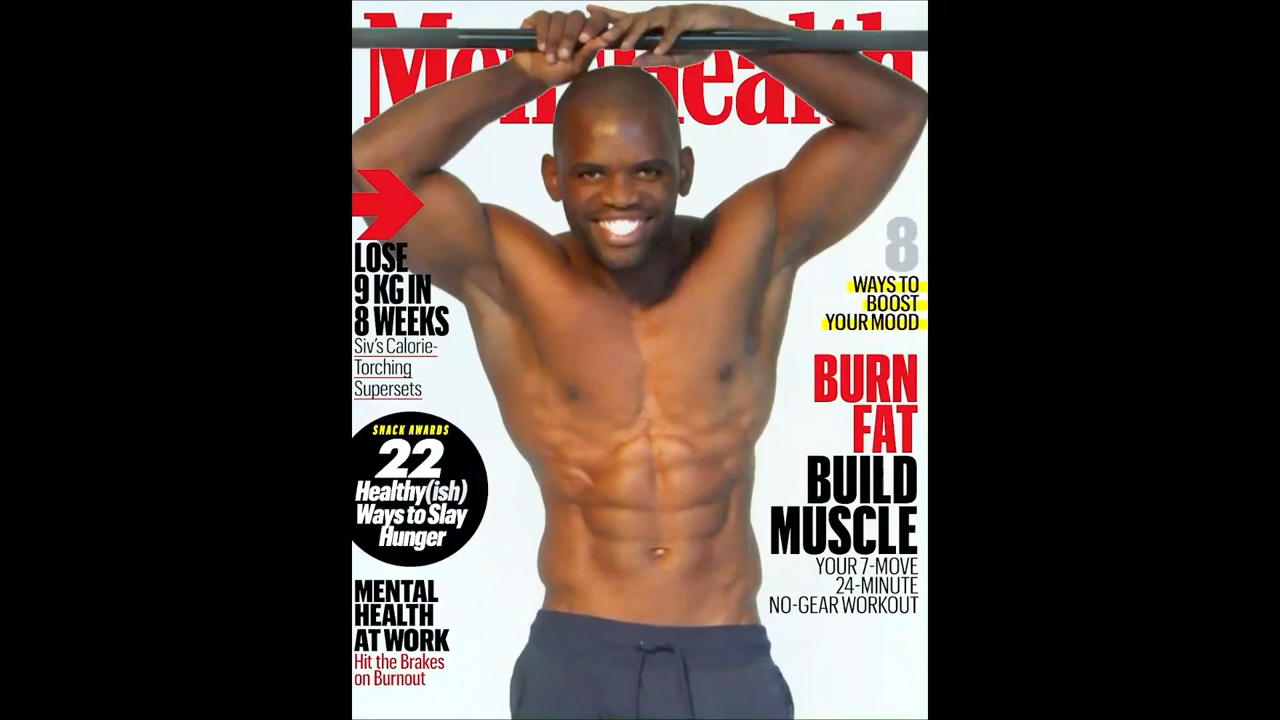 Men's Health
LOSE
9 KG IN
8 WEEKS
Siv's Calorie-
Torching
Supersets
SNACK AWARDS
22
Healthy(ish)
Ways to Slay
Hunger
MENTAL
HEALTH
AT WORK
Hit the Brakes
on Burnout
8
WAYS TO
BOOST
YOUR MOOD
BURN
FAT
BUILD
MUSCLE
YOUR 7-MOVE
24-MINUTE
NO-GEAR WORKOUT